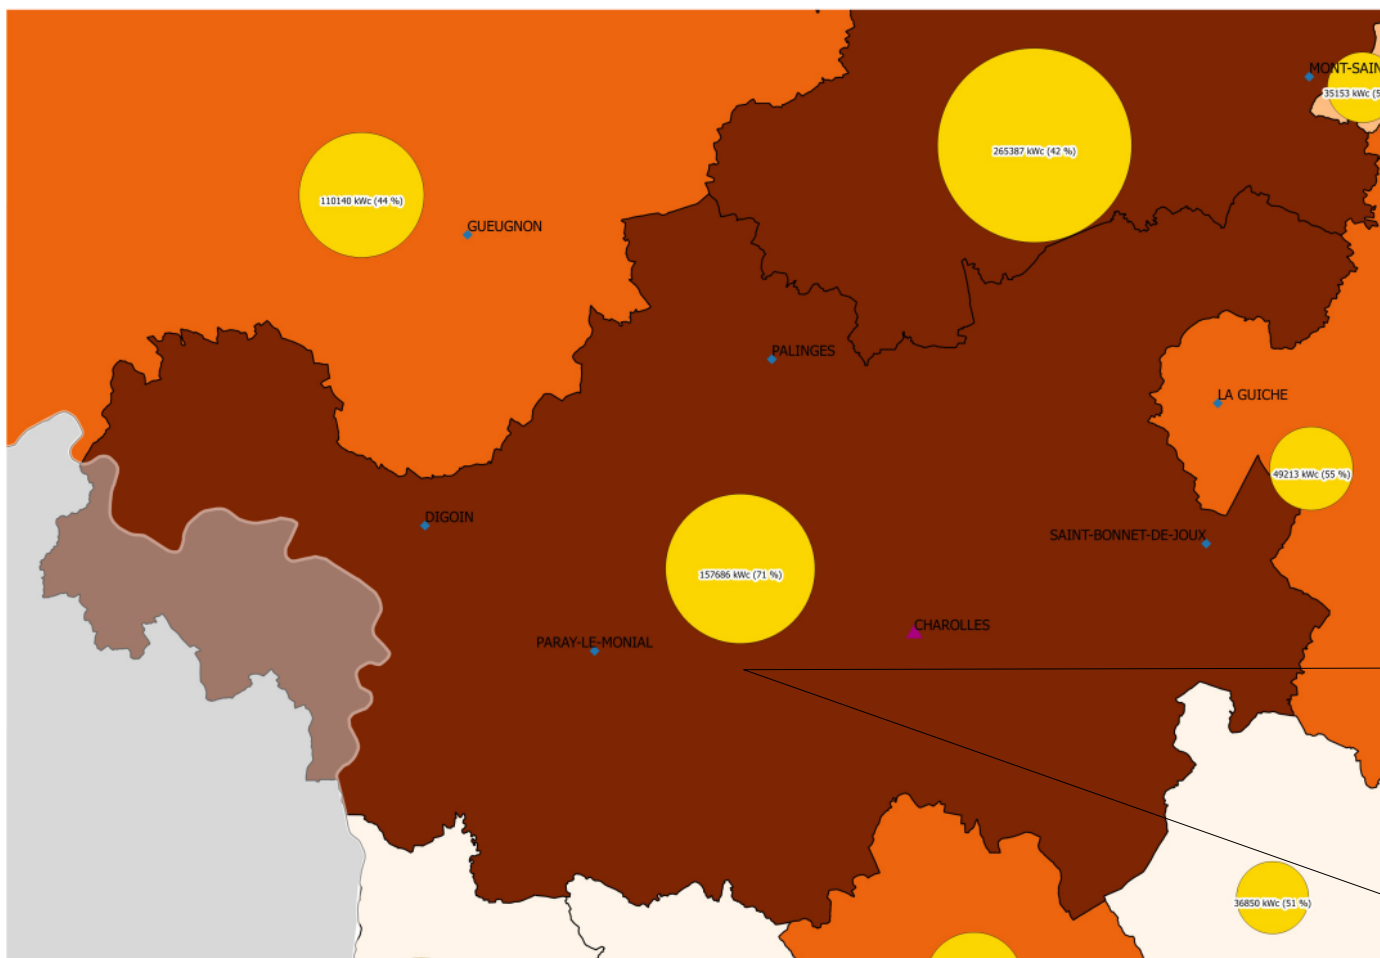 MONT-SAIN
35153 kWc (5
265387 kWc (42 %)
110140 kWc (44 %)
GUEUGNON
PALINGES
LA GUICHE
49213 kWc (55 %)
DIGOIN
SAINT-BONNET-DE-JOUX
157686 kWc (71 %)
CHAROLLES
PARAY-LE-MONIAL
36850 kWc (51 %)